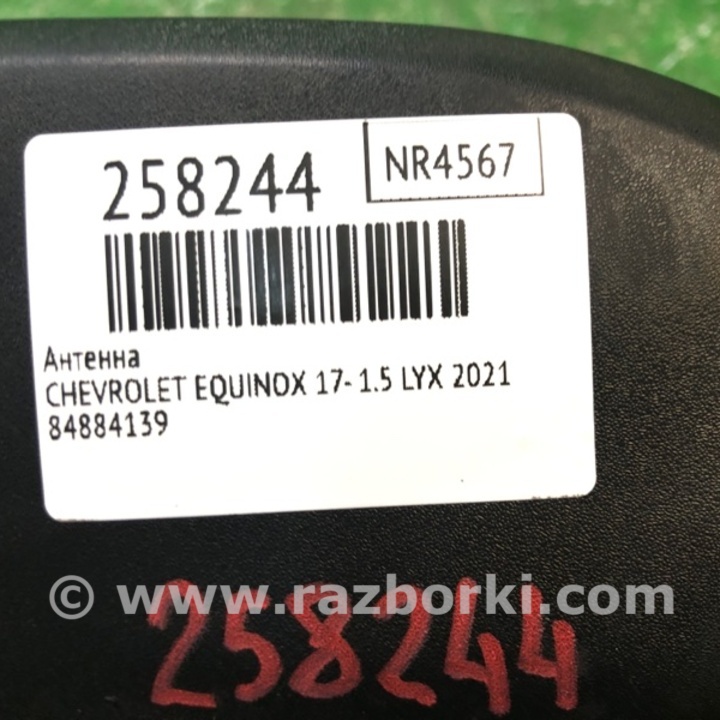 258244
NR4567
Антенна
CHEVROLET EQUINOX 17- 1.5 LYX 2021
84884139
© www.razborki.com
258244